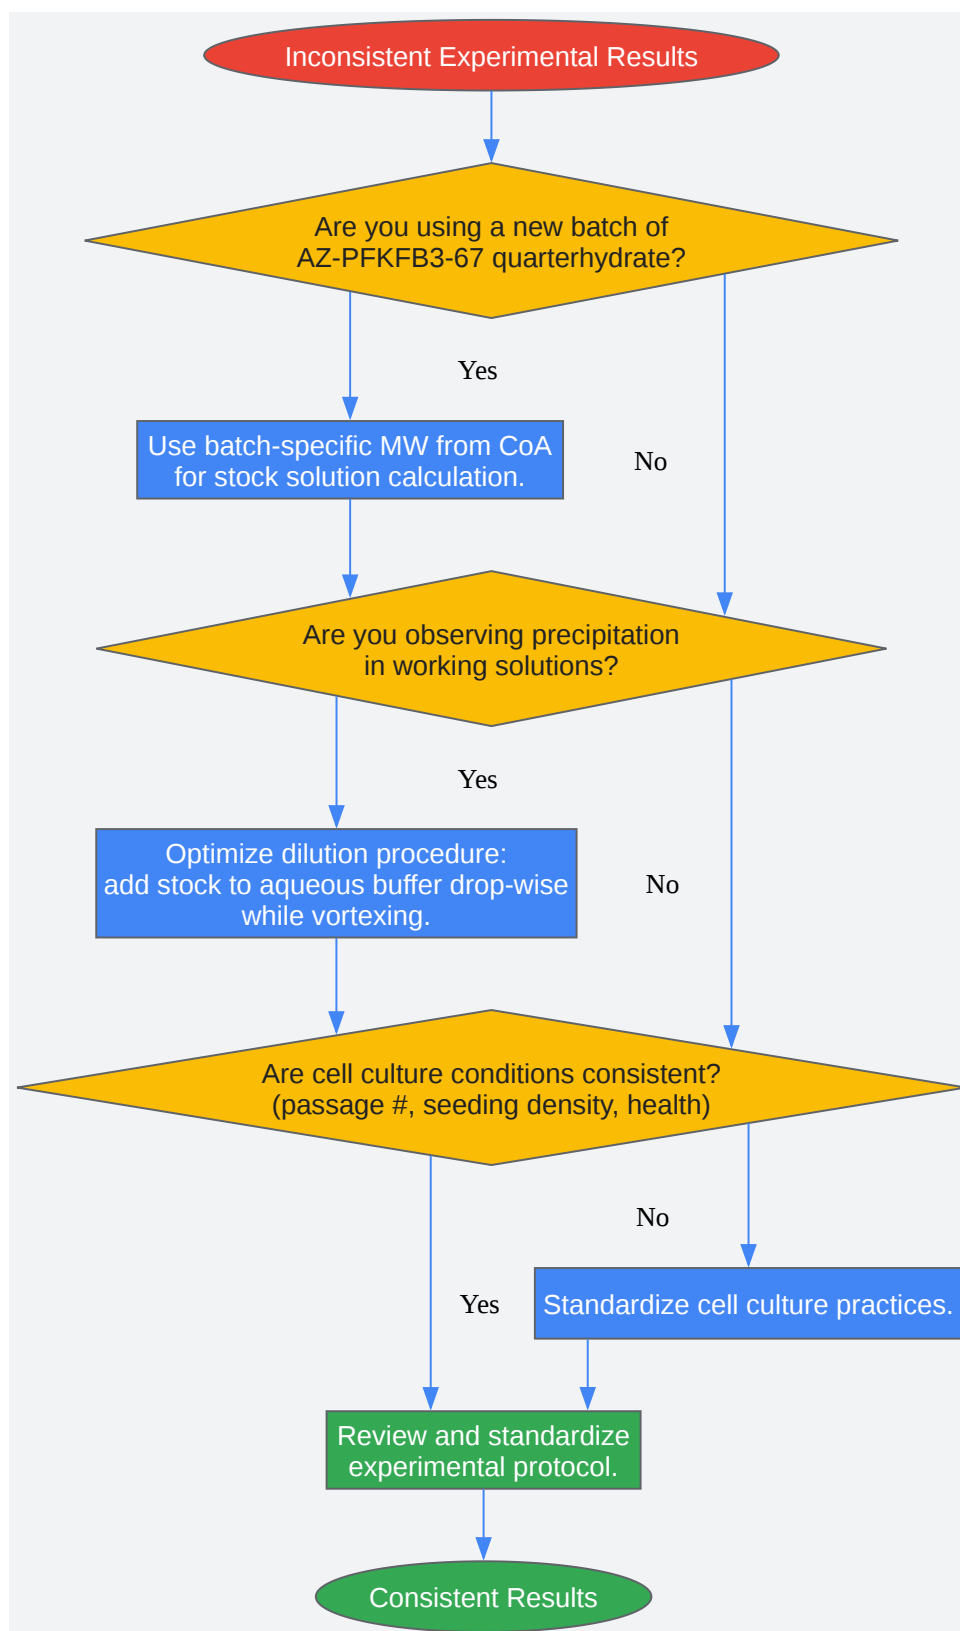 Inconsistent Experimental Results
Are you using a new batch of
AZ-PFKFB3-67 quarterhydrate?
Yes
Use batch-specific MW from CoA
for stock solution calculation.
No
Are you observing precipitation
in working solutions?
Yes
Optimize dilution procedure:
add stock to aqueous buffer drop-wise
while vortexing.
No
Are cell culture conditions consistent?
(passage #, seeding density, health)
No
Yes
Standardize cell culture practices.
Review and standardize
experimental protocol.
Consistent Results